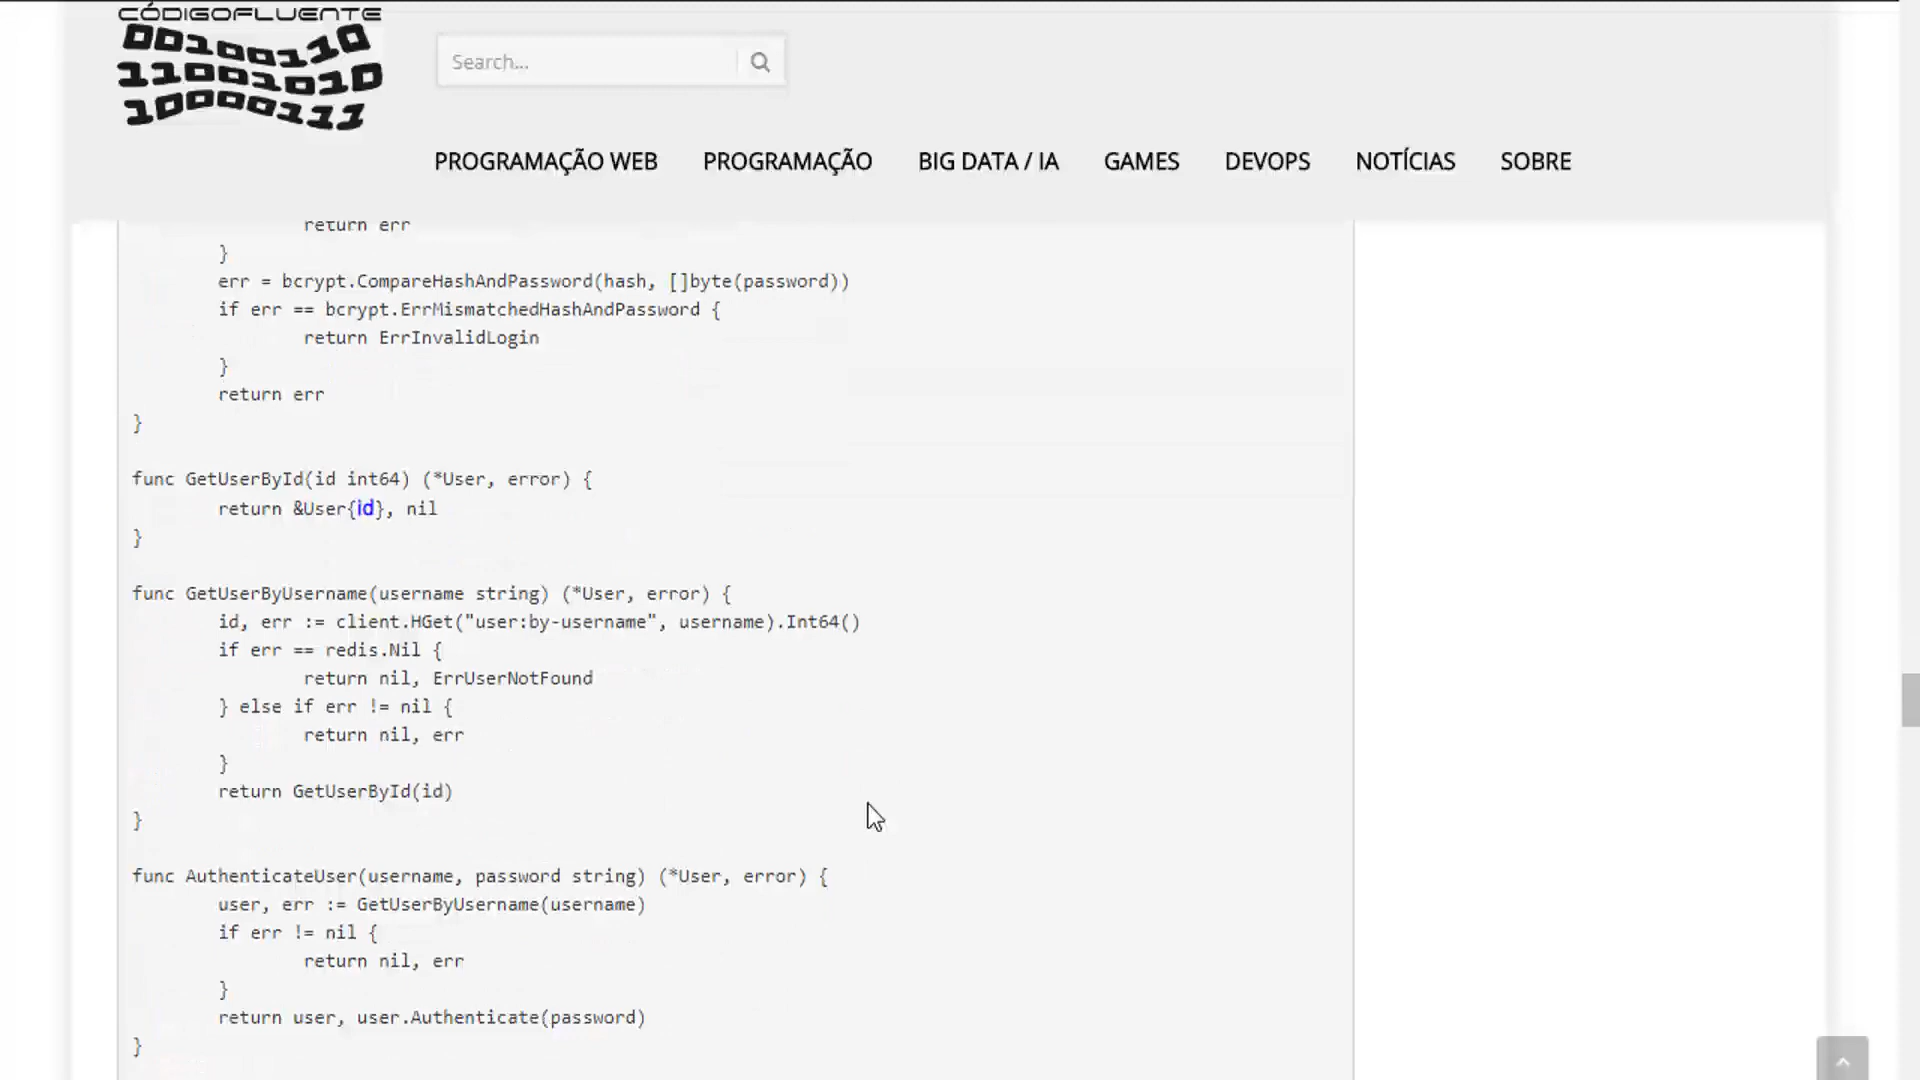 CÓDIGOFLUENTE
00100110
11001010
10000111
Search...
PROGRAMAÇÃO WEB PROGRAMAÇÃO BIG DATA / IA GAMES DEVOPS NOTÍCIAS SOBRE
return err
}
err = bcrypt.CompareHashAndPassword(hash, []byte(password))
if err == bcrypt.ErrMismatchedHashAndPassword {
return ErrInvalidLogin
}
return err
}
func GetUserById(id int64) (*User, error) {
return &User{id}, nil
}
func GetUserByUsername(username string) (*User, error) {
id, err := client.HGet("user:by-username", username).Int64()
if err == redis.Nil {
return nil, ErrUserNotFound
} else if err != nil {
return nil, err
}
return GetUserById(id)
}
func AuthenticateUser(username, password string) (*User, error) {
user, err := GetUserByUsername(username)
if err != nil {
return nil, err
}
return user, user.Authenticate(password)
}